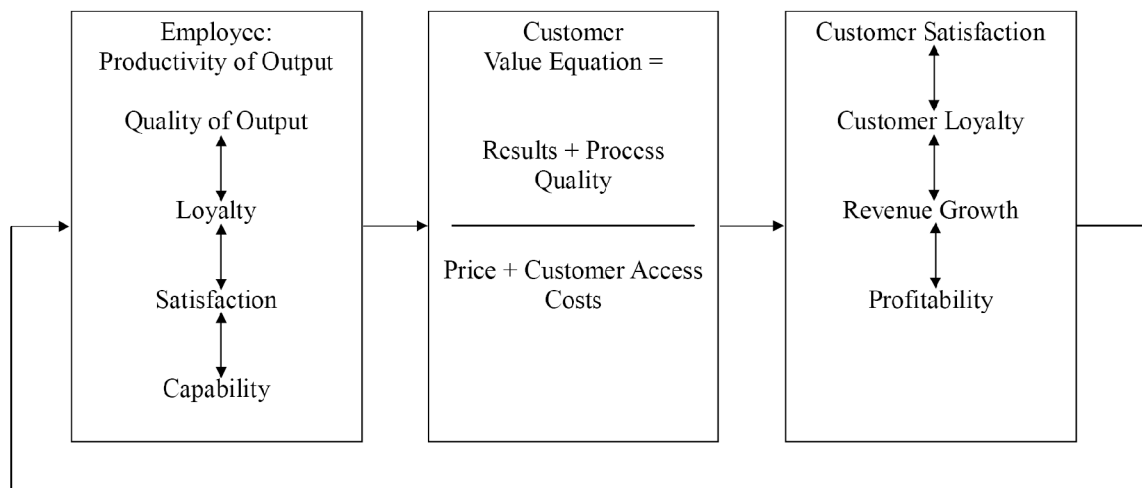 Employee:
Productivity of Output
Quality of Output
Loyalty
Satisfaction
Capability
Customer
Value Equation =
Results + Process
Quality
Price + Customer Access
Costs
Customer Satisfaction
Customer Loyalty
Revenue Growth
Profitability